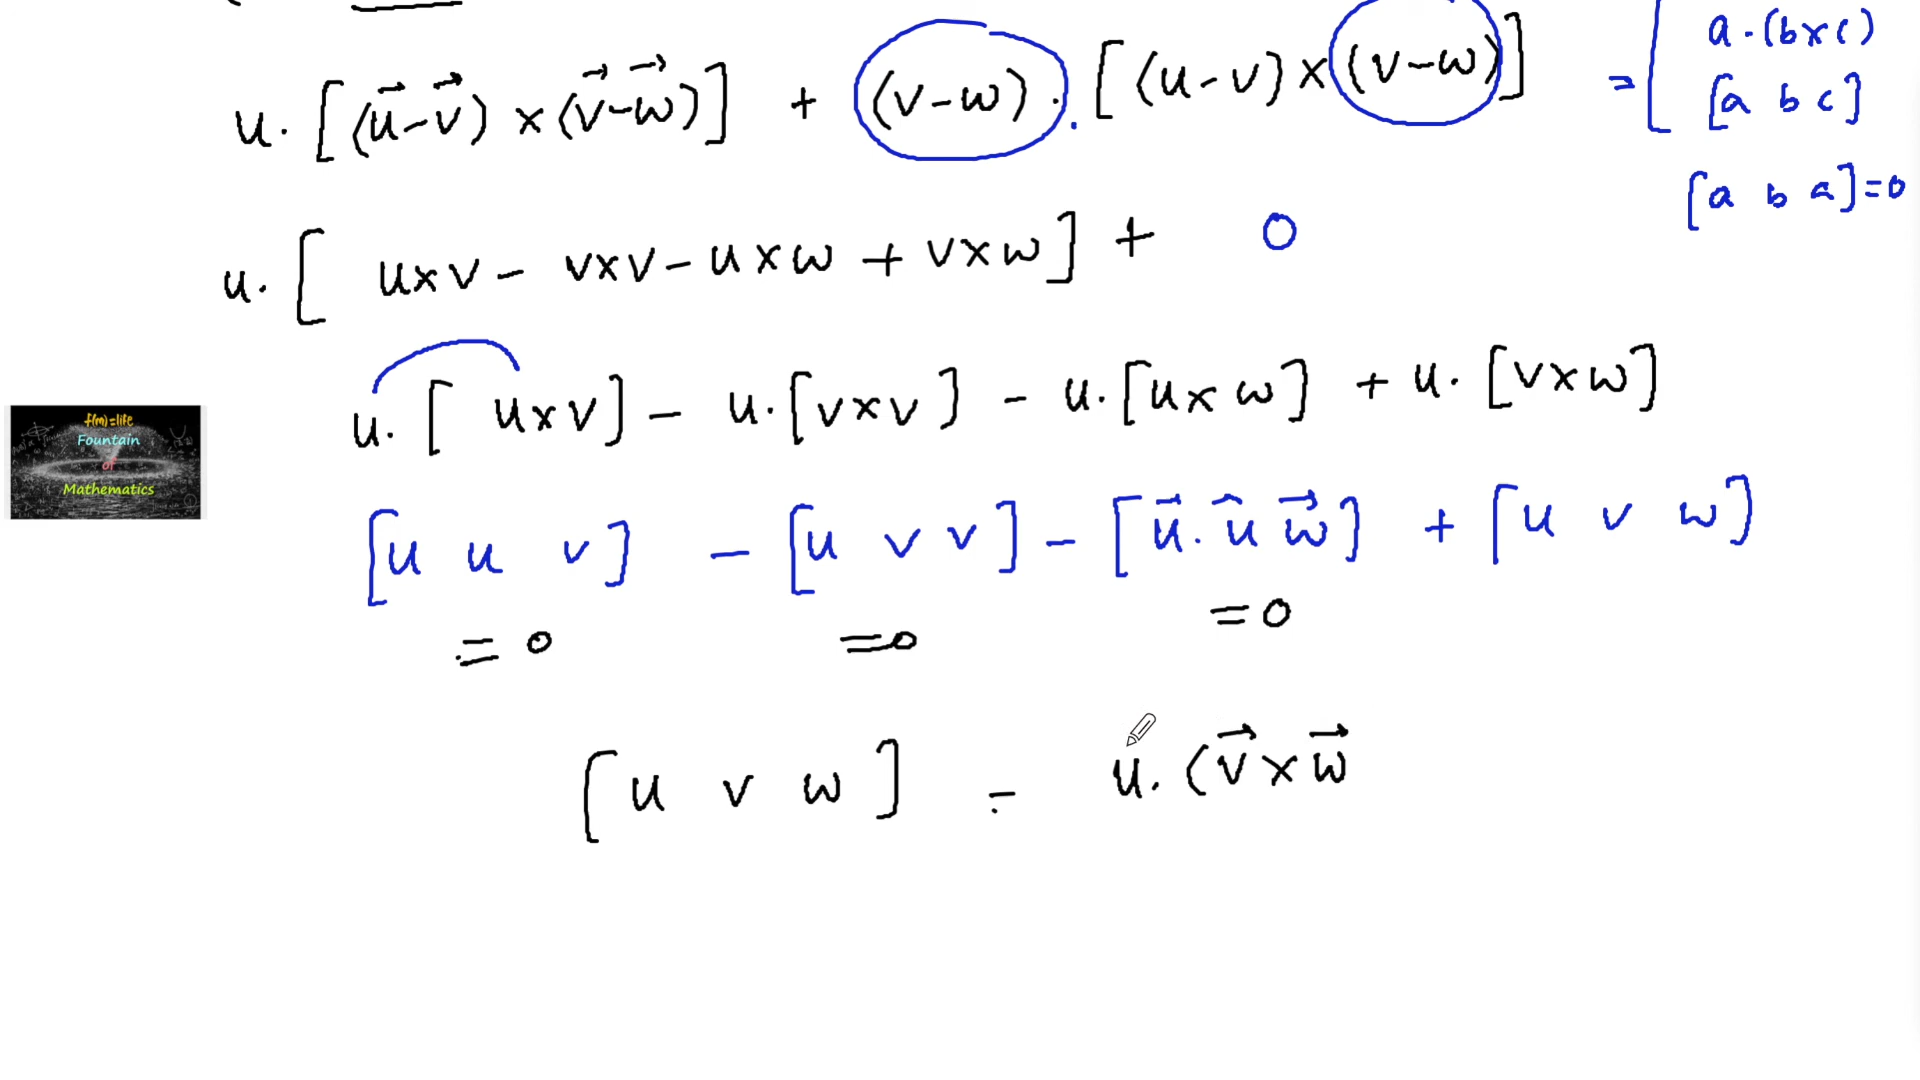 u⃗ . [(u⃗-v⃗) × (v⃗-w⃗)] + (v-w) . [(u-v) × (v-w)] = [ a.(b×c)
[a b c]
[a b a]=0
u. [ u×v - v×v - u×w + v×w ] + 0
u. [ u×v] - u.[v×v] - u.[u×w] + u. [v×w]
f(m)=life
Fountain
of
Mathematics
[u u v] - [u v v] - [u⃗. u⃗ w⃗] + [u v w]
= 0 =0 =0
[u v w] = u. (v⃗×w⃗